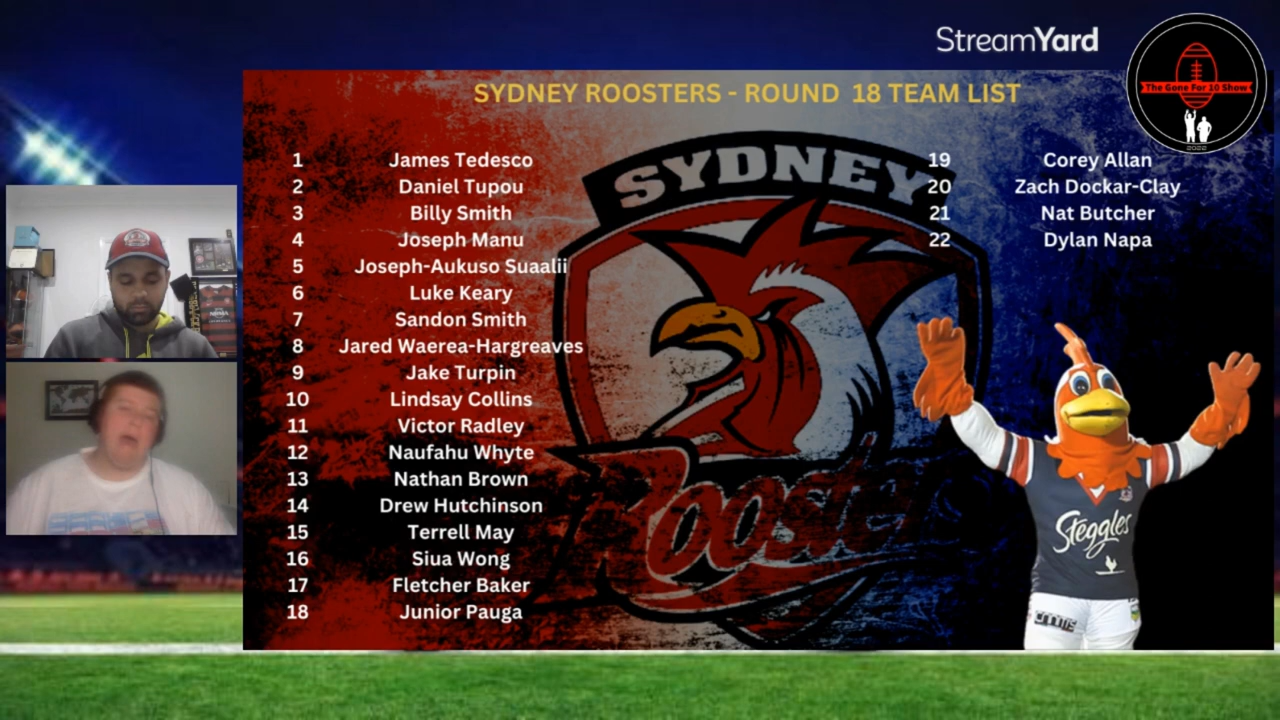 StreamYard
The Gone For 10 Show
2022
SYDNEY ROOSTERS - ROUND 18 TEAM LIST
1 James Tedesco
2 Daniel Tupou
3 Billy Smith
4 Joseph Manu
5 Joseph-Aukuso Suaalii
6 Luke Keary
7 Sandon Smith
8 Jared Waerea-Hargreaves
9 Jake Turpin
10 Lindsay Collins
11 Victor Radley
12 Naufahu Whyte
13 Nathan Brown
14 Drew Hutchinson
15 Terrell May
16 Siua Wong
17 Fletcher Baker
18 Junior Pauga
19 Corey Allan
20 Zach Dockar-Clay
21 Nat Butcher
22 Dylan Napa
SYDNEY
Roosters
Steggles